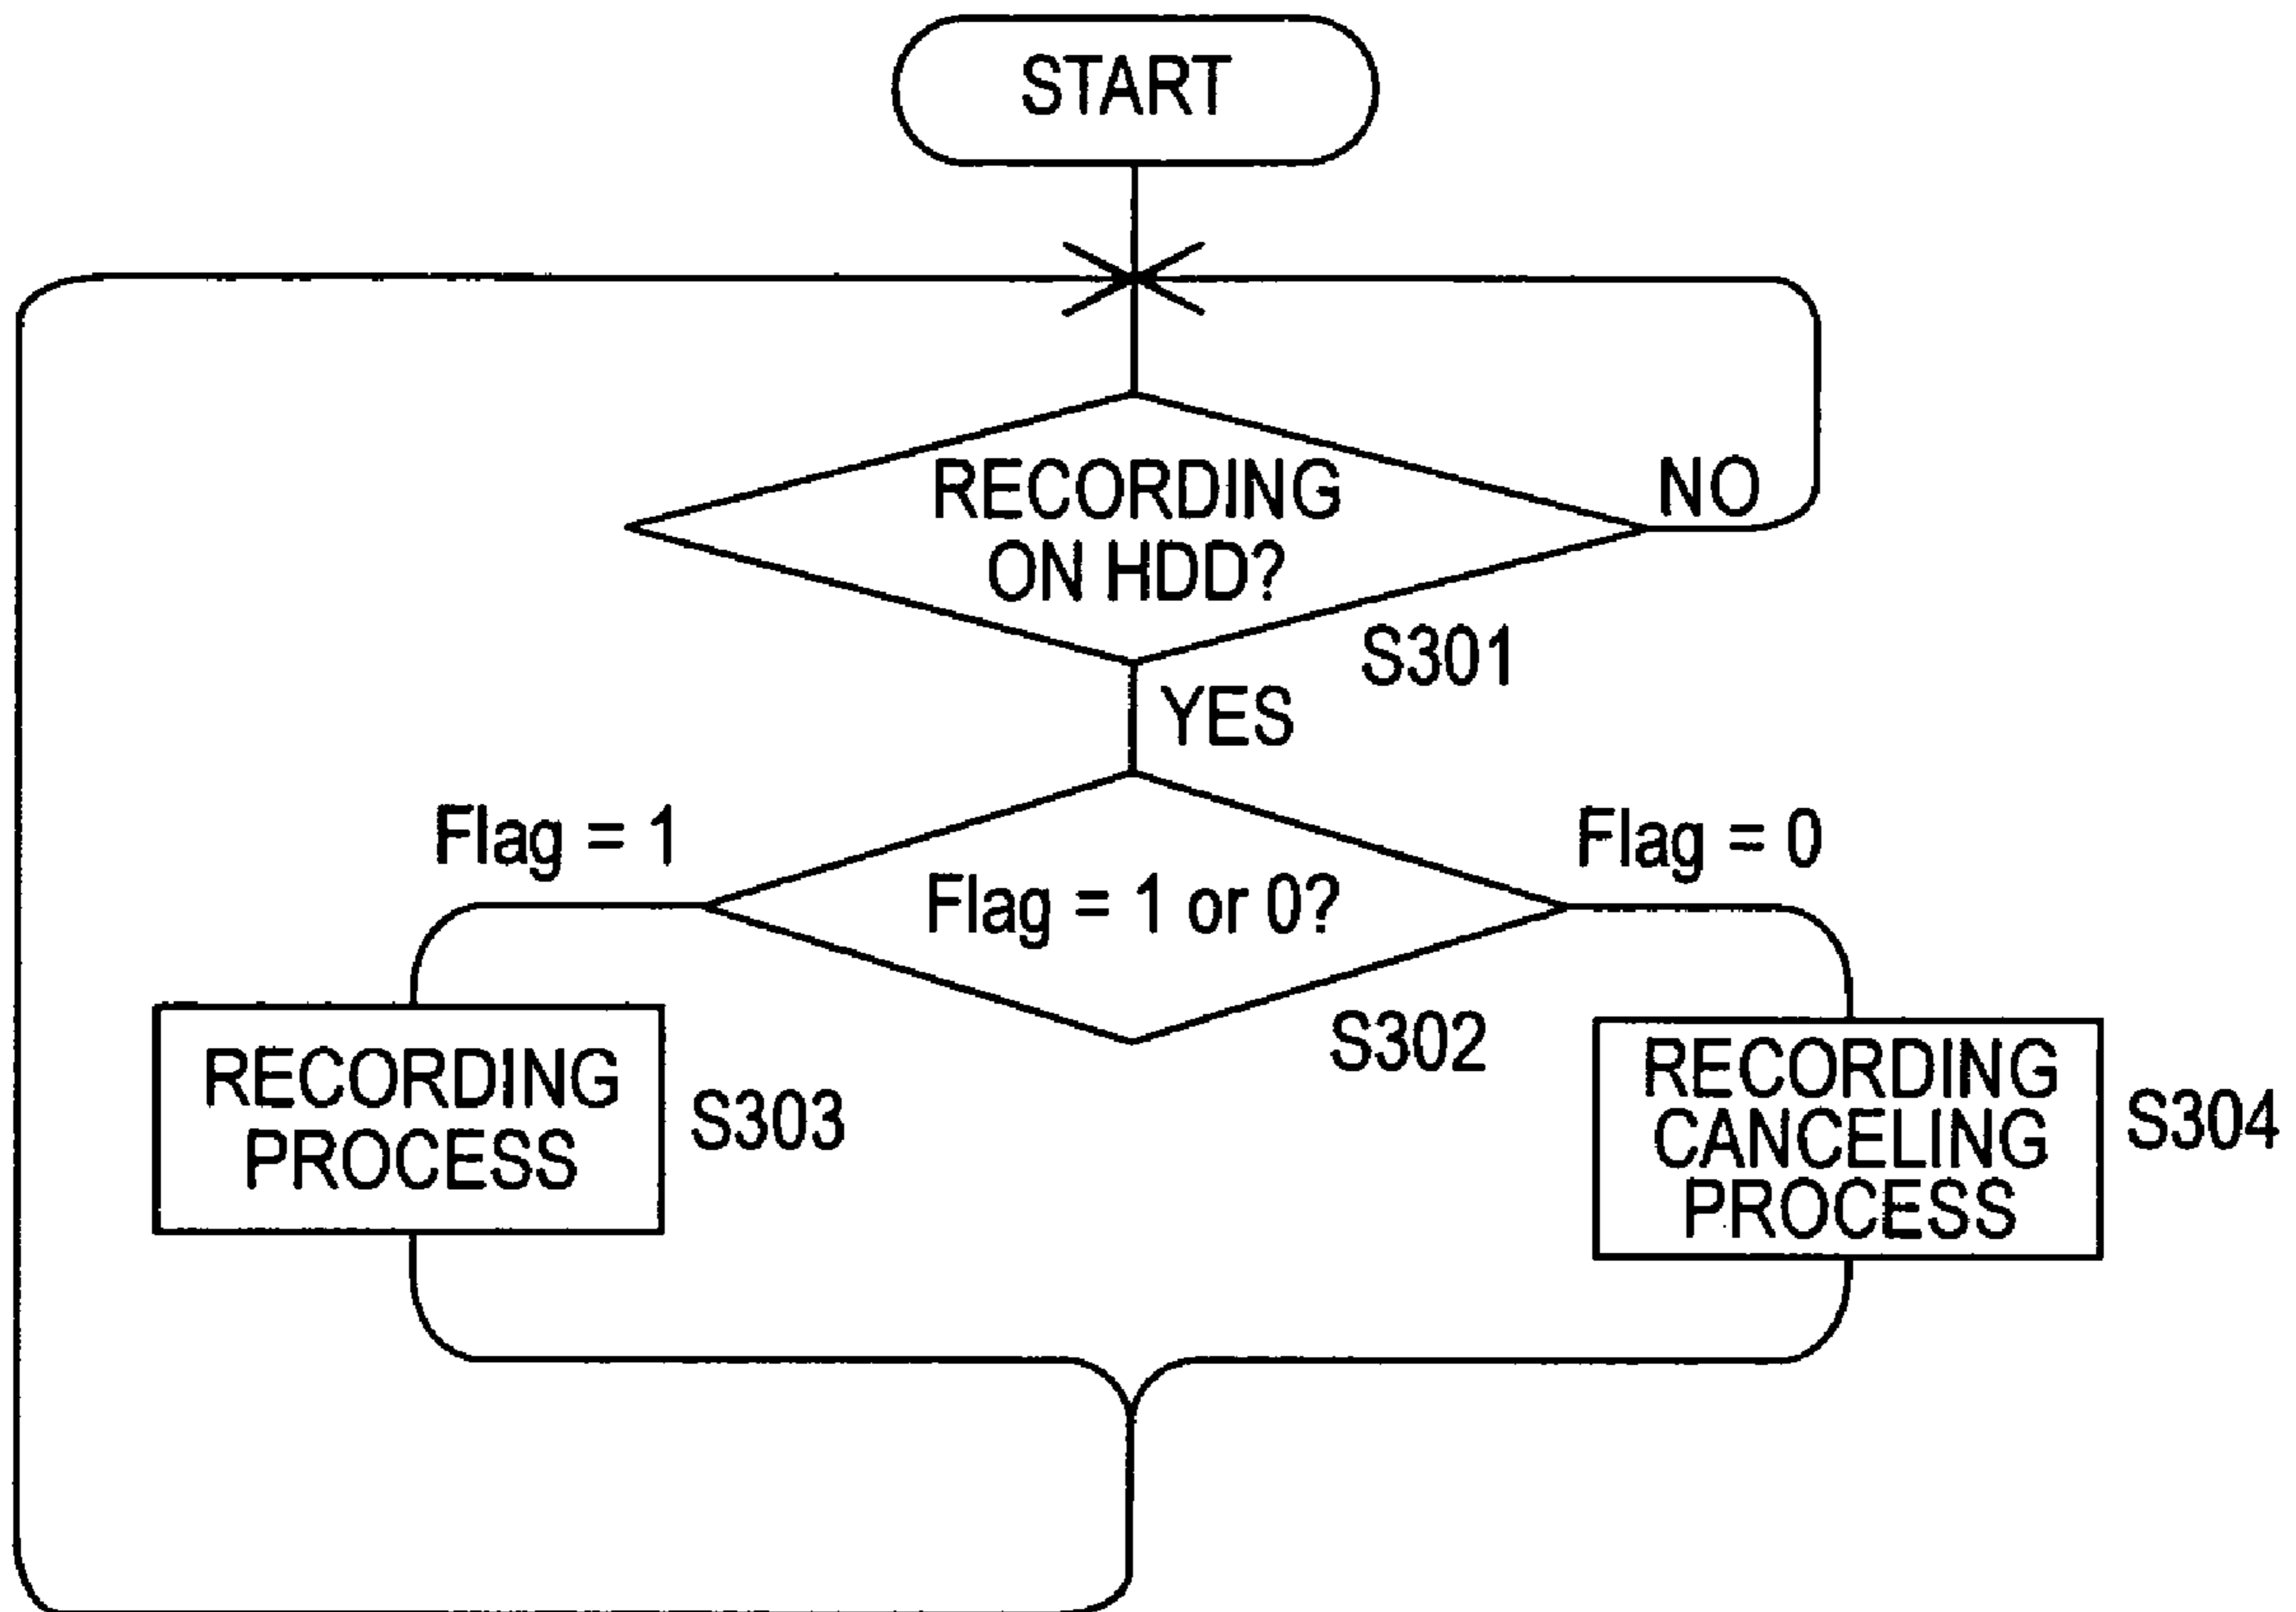 START
RECORDING
ON HDD?
NO
S301
YES
Flag = 1
Flag = 0
Flag = 1 or 0?
S302
RECORDING
PROCESS
S303
RECORDING
CANCELING
PROCESS
S304